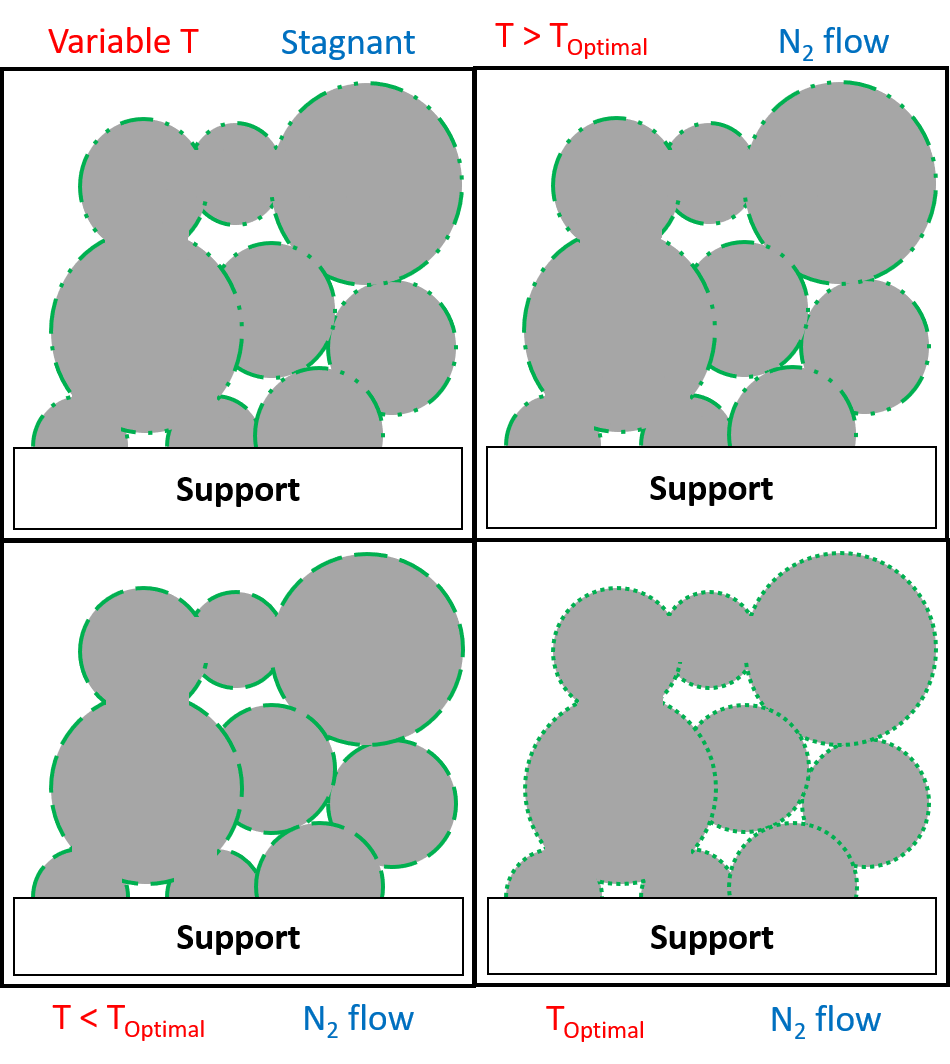 Variable T Stagnant
T > T_Optimal N₂ flow
Support
Support
Support
Support
T < T_Optimal N₂ flow
T_Optimal N₂ flow